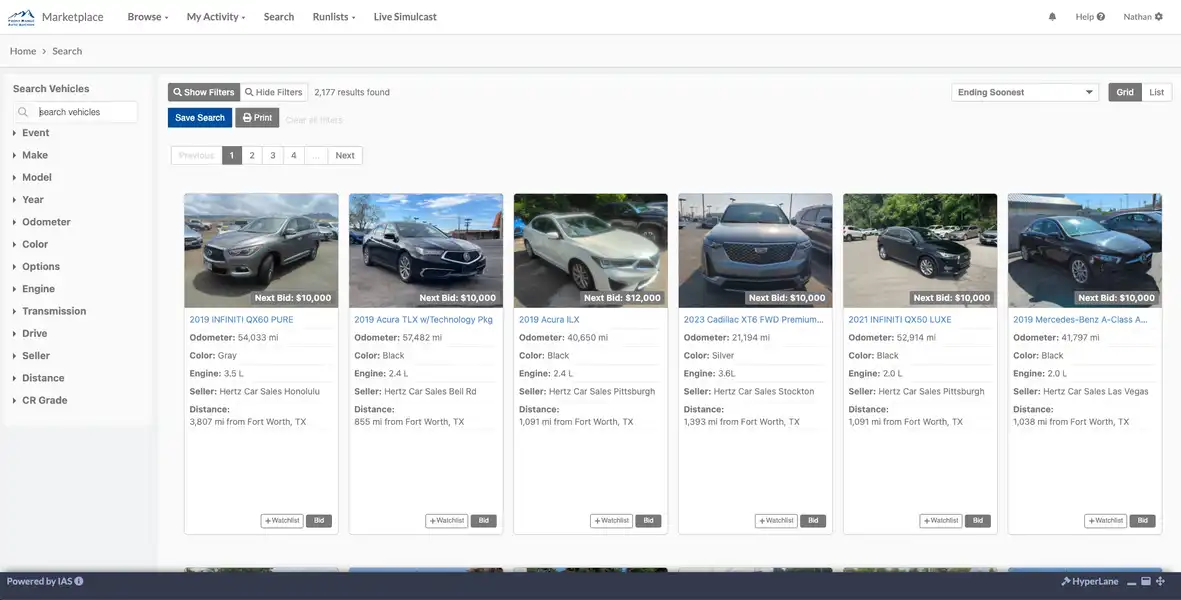 Marketplace
Browse
My Activity
Search
Runlists
Live Simulcast
Help
Nathan
Home > Search
Search Vehicles
search vehicles
Event
Make
Model
Year
Odometer
Color
Options
Engine
Transmission
Drive
Seller
Distance
CR Grade
Show Filters
Hide Filters
2,177 results found
Ending Soonest
Grid
List
Save Search
Print
Clear all filters
Previous
1
2
3
4
...
Next
Next Bid: $10,000
2019 INFINITI QX60 PURE
Odometer: 54,033 mi
Color: Gray
Engine: 3.5 L
Seller: Hertz Car Sales Honolulu
Distance:
3,807 mi from Fort Worth, TX
+Watchlist
Bid
Next Bid: $10,000
2019 Acura TLX w/Technology Pkg
Odometer: 57,482 mi
Color: Black
Engine: 2.4 L
Seller: Hertz Car Sales Bell Rd
Distance:
855 mi from Fort Worth, TX
+Watchlist
Bid
Next Bid: $12,000
2019 Acura ILX
Odometer: 40,650 mi
Color: Black
Engine: 2.4 L
Seller: Hertz Car Sales Pittsburgh
Distance:
1,091 mi from Fort Worth, TX
+Watchlist
Bid
Next Bid: $10,000
2023 Cadillac XT6 FWD Premium...
Odometer: 21,194 mi
Color: Silver
Engine: 3.6L
Seller: Hertz Car Sales Stockton
Distance:
1,393 mi from Fort Worth, TX
+Watchlist
Bid
Next Bid: $10,000
2021 INFINITI QX50 LUXE
Odometer: 52,914 mi
Color: Black
Engine: 2.0 L
Seller: Hertz Car Sales Pittsburgh
Distance:
1,091 mi from Fort Worth, TX
+Watchlist
Bid
Next Bid: $10,000
2019 Mercedes-Benz A-Class A...
Odometer: 41,797 mi
Color: Black
Engine: 2.0 L
Seller: Hertz Car Sales Las Vegas
Distance:
1,038 mi from Fort Worth, TX
+Watchlist
Bid
Powered by IAS
HyperLane